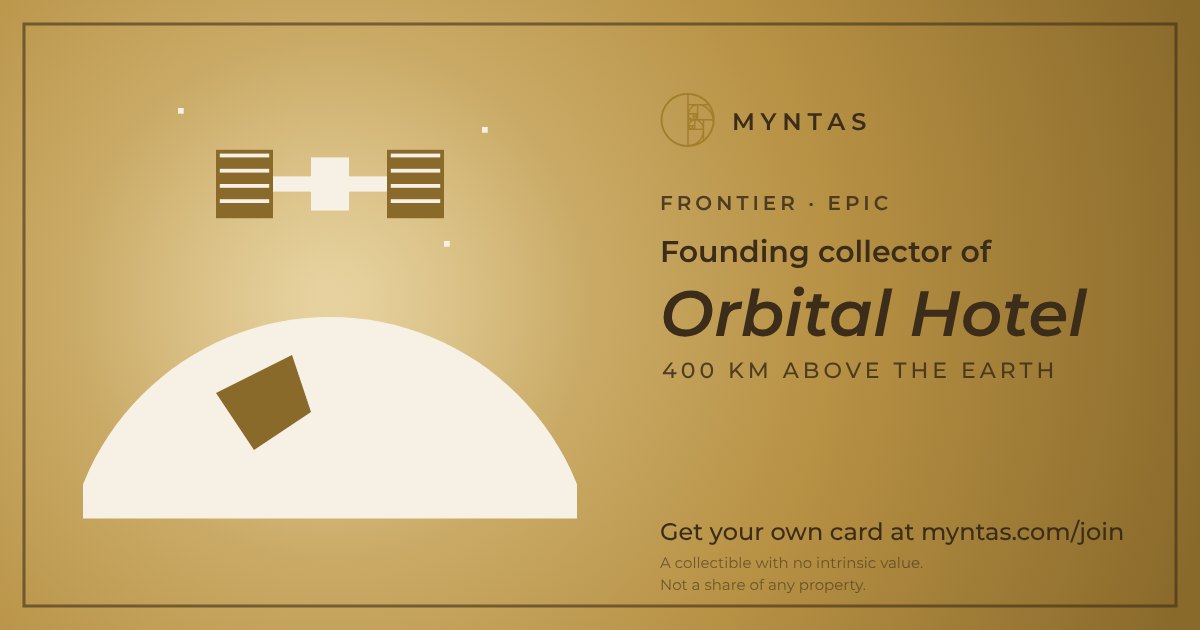 MYNTAS
FRONTIER · EPIC
Founding collector of
Orbital Hotel
400 KM ABOVE THE EARTH
Get your own card at myntas.com/join
A collectible with no intrinsic value.
Not a share of any property.